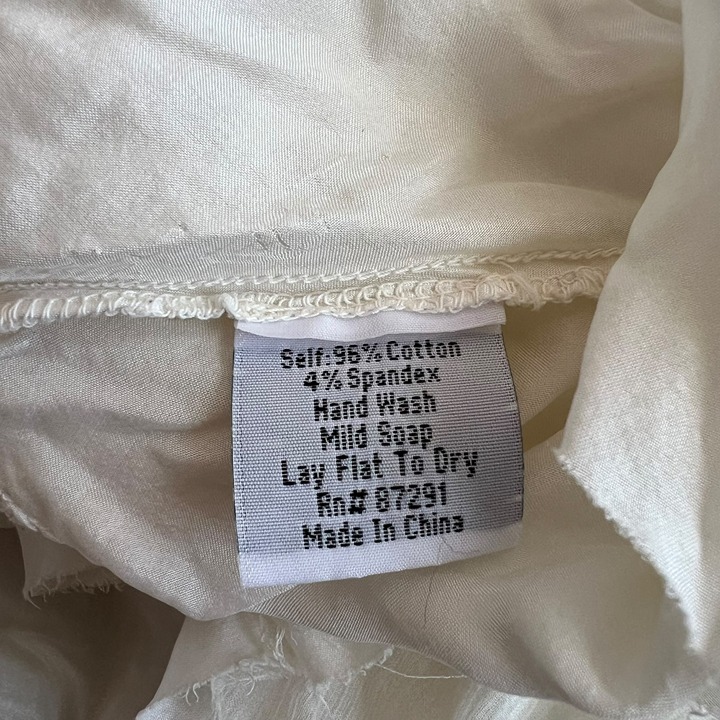 Self:96% Cotton
4% Spandex
Hand Wash
Mild Soap
Lay Flat To Dry
Rn# 87291
Made In China